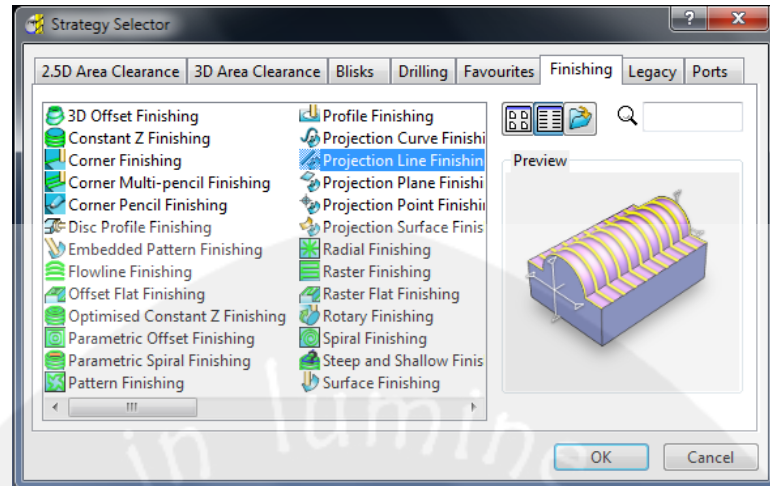 Strategy Selector
2.5D Area Clearance 3D Area Clearance Blisks Drilling Favourites Finishing Legacy Ports
3D Offset Finishing
Constant Z Finishing
Corner Finishing
Corner Multi-pencil Finishing
Corner Pencil Finishing
Disc Profile Finishing
Embedded Pattern Finishing
Flowline Finishing
Offset Flat Finishing
Optimised Constant Z Finishing
Parametric Offset Finishing
Parametric Spiral Finishing
Pattern Finishing
Profile Finishing
Projection Curve Finishi
Projection Line Finishin
Projection Plane Finishi
Projection Point Finishin
Projection Surface Finis
Radial Finishing
Raster Finishing
Raster Flat Finishing
Rotary Finishing
Spiral Finishing
Steep and Shallow Finis
Surface Finishing
Preview
OK Cancel
in lumine